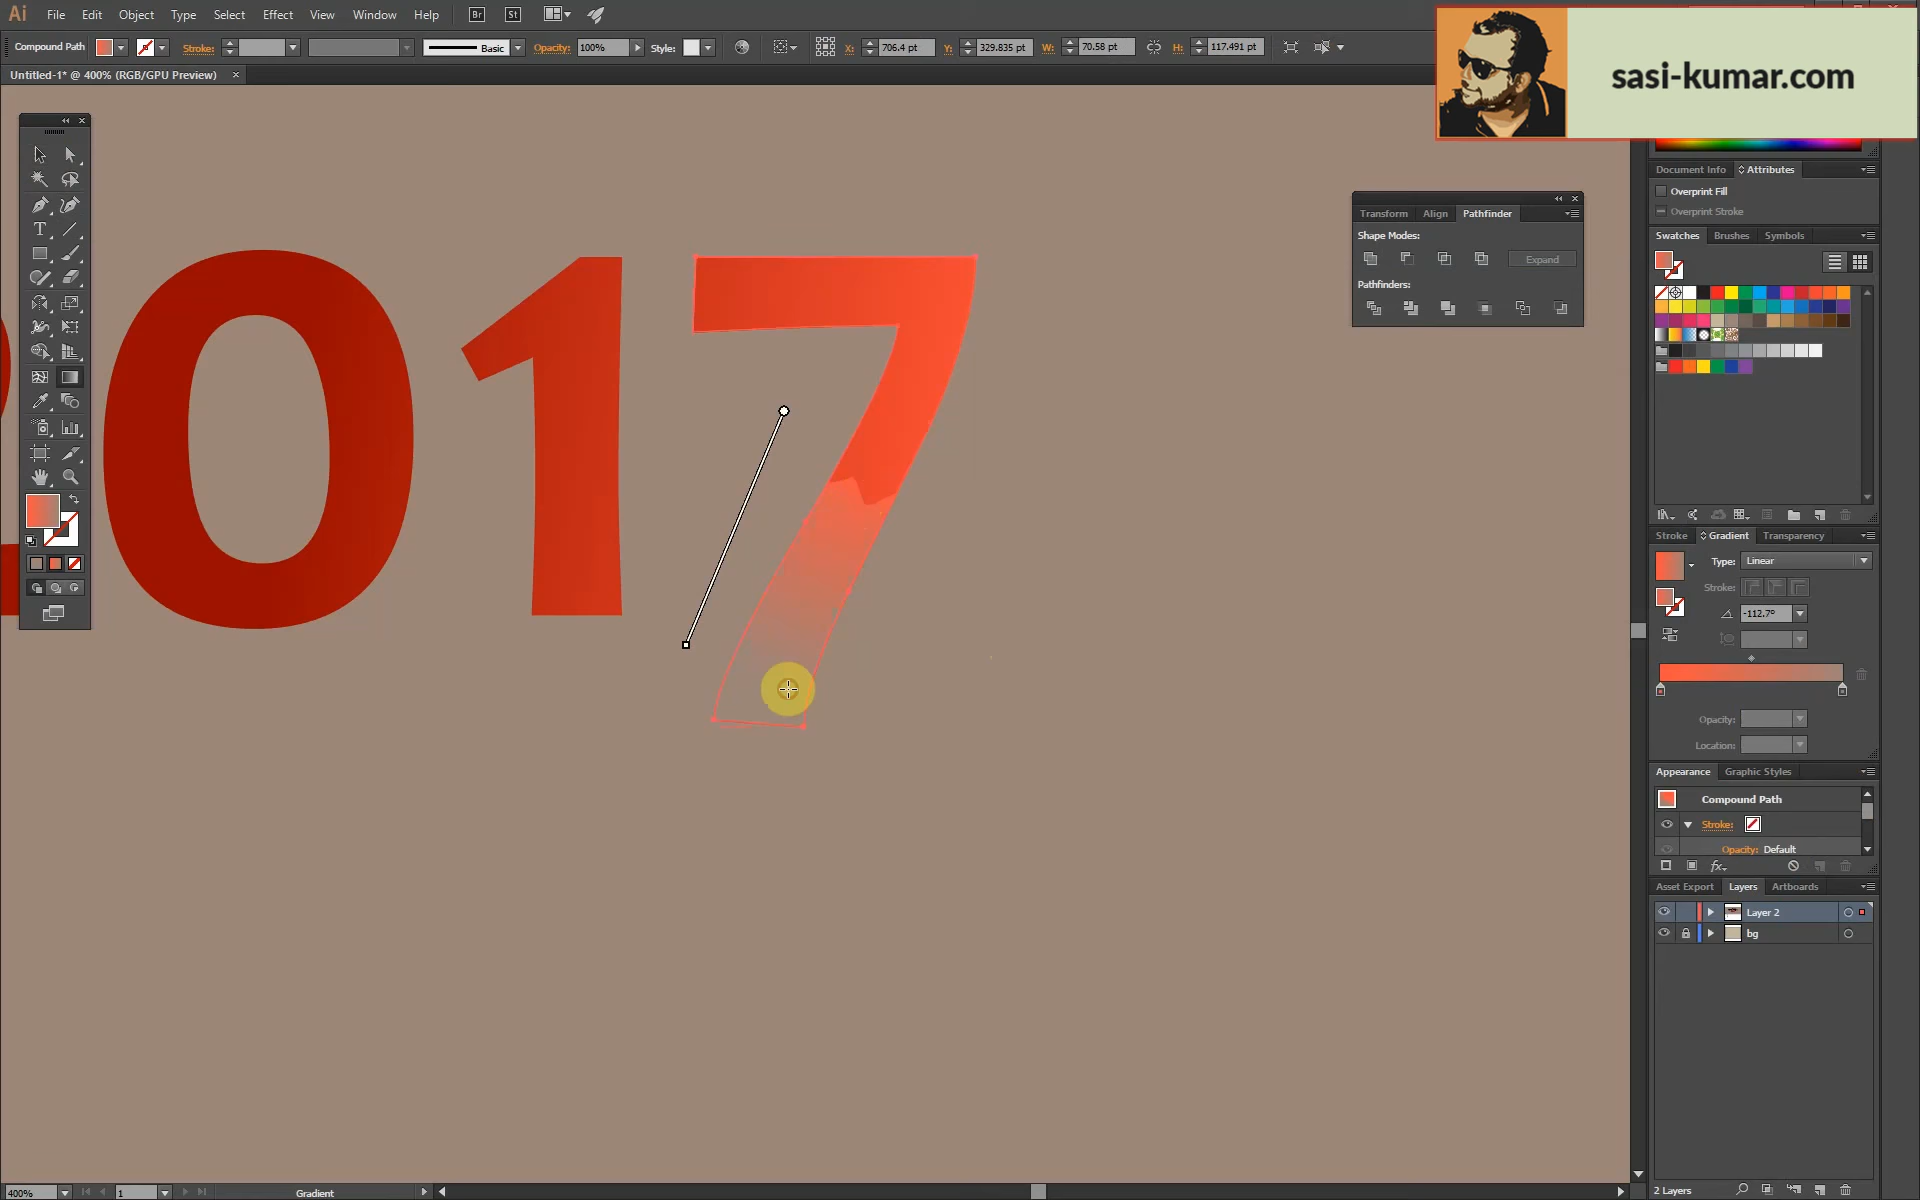 Ai File Edit Object Type Select Effect View Window Help Br St
Compound Path Stroke: Basic Opacity: 100% Style: X: 706.4 pt Y: 329.835 pt W: 70.58 pt H: 117.491 pt
sasi-kumar.com
Untitled-1* @ 400% (RGB/GPU Preview)
017
Transform Align Pathfinder
Shape Modes:
Expand
Pathfinders:
Document Info Attributes
Overprint Fill
Overprint Stroke
Swatches Brushes Symbols
Stroke Gradient Transparency
Type: Linear
Stroke:
-112.7°
Opacity:
Location:
Appearance Graphic Styles
Compound Path
Stroke:
Opacity: Default
Asset Export Layers Artboards
Layer 2
bg
400% 1 Gradient 2 Layers